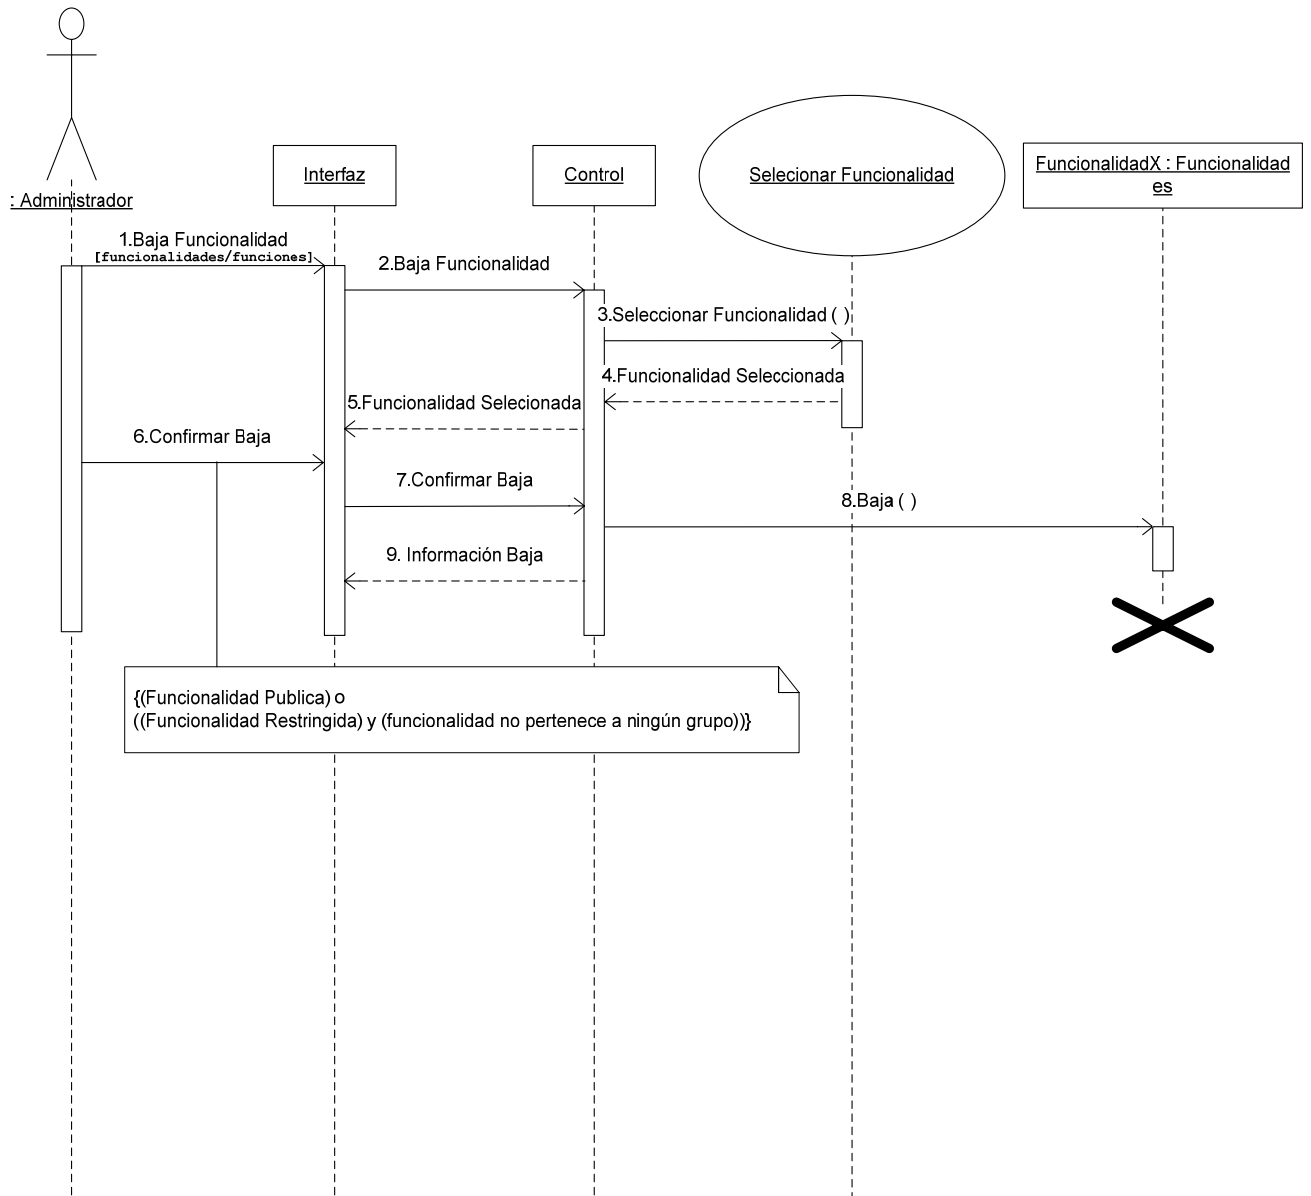 : Administrador
Interfaz
Control
Selecionar Funcionalidad
FuncionalidadX : Funcionalidad
es
1.Baja Funcionalidad
[funcionalidades/funciones]
2.Baja Funcionalidad
3.Seleccionar Funcionalidad ( )
4.Funcionalidad Seleccionada
5.Funcionalidad Selecionada
6.Confirmar Baja
7.Confirmar Baja
8.Baja ( )
9. Información Baja
{(Funcionalidad Publica) o
((Funcionalidad Restringida) y (funcionalidad no pertenece a ningún grupo))}